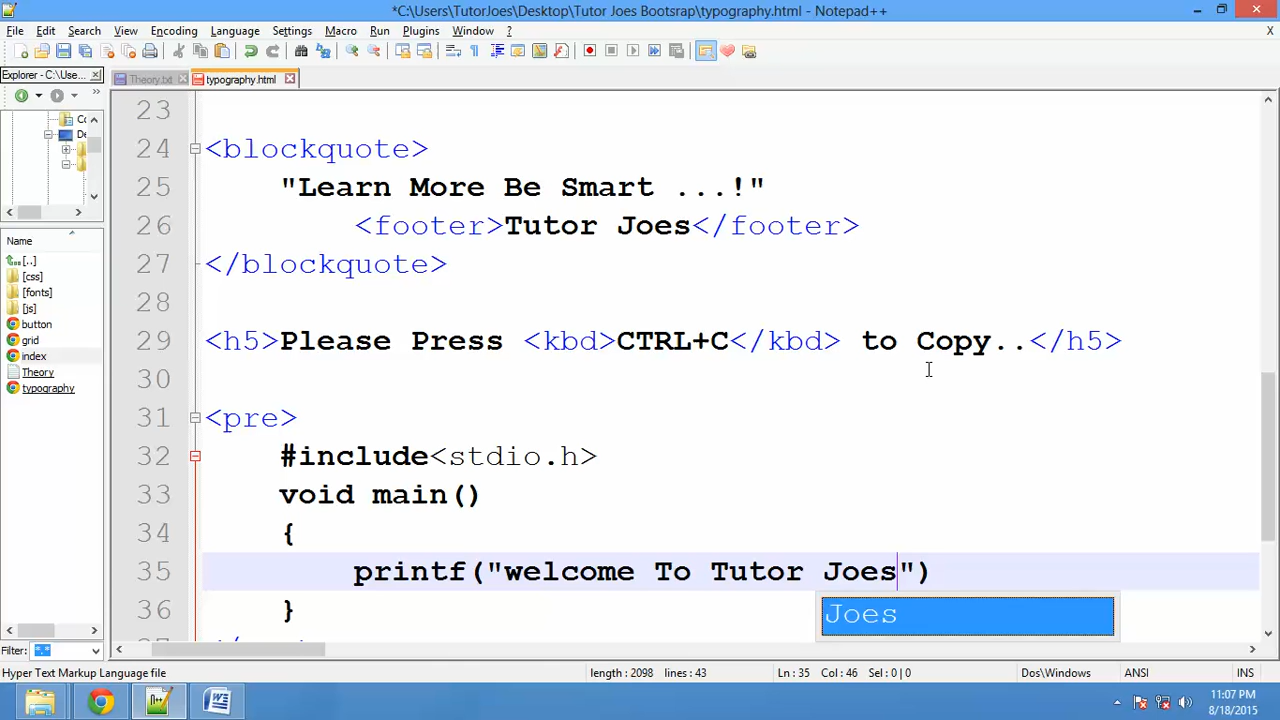 *C:\Users\TutorJoes\Desktop\Tutor Joes Bootsrap\typography.html - Notepad++
File Edit Search View Encoding Language Settings Macro Run Plugins Window ? X
Explorer - C:\Use...
Theory.txt typography.html
Name
[..]
[css]
[fonts]
[js]
button
grid
index
Theory
typography
Filter: *.*
23
24 <blockquote>
25 "Learn More Be Smart ...!"
26 <footer>Tutor Joes</footer>
27 </blockquote>
28
29 <h5>Please Press <kbd>CTRL+C</kbd> to Copy..</h5>
30
31 <pre>
32 #include<stdio.h>
33 void main()
34 {
35 printf("welcome To Tutor Joes")
Joes
36 }
Hyper Text Markup Language file length : 2098 lines : 43 Ln : 35 Col : 46 Sel : 0 | 0 Dos\Windows ANSI INS
11:07 PM
8/18/2015